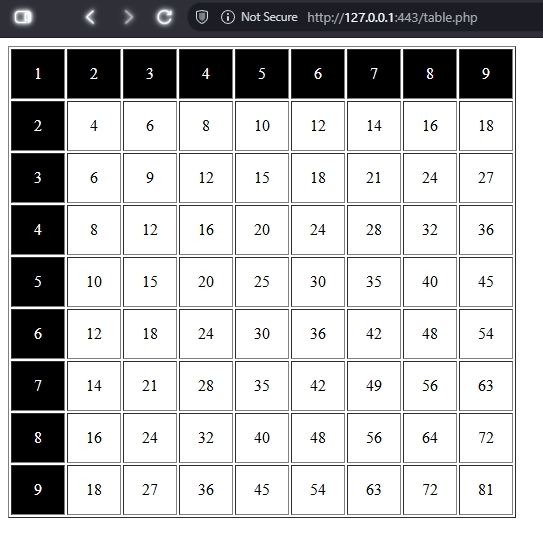 Not Secure http://127.0.0.1:443/table.php
1 2 3 4 5 6 7 8 9
2 4 6 8 10 12 14 16 18
3 6 9 12 15 18 21 24 27
4 8 12 16 20 24 28 32 36
5 10 15 20 25 30 35 40 45
6 12 18 24 30 36 42 48 54
7 14 21 28 35 42 49 56 63
8 16 24 32 40 48 56 64 72
9 18 27 36 45 54 63 72 81